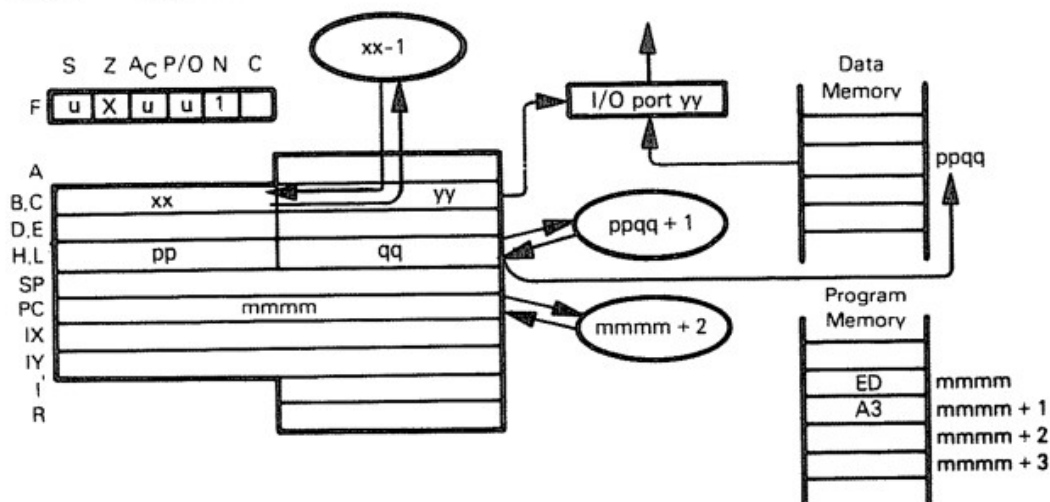 xx-1
S Z AC P/O N C
F u X u u 1
I/O port yy
Data
Memory
ppqq
A
B,C xx yy
D,E
ppqq + 1
H,L pp qq
SP
PC mmmm
mmmm + 2
IX
IY
I
R
Program
Memory
ED mmmm
A3 mmmm + 1
mmmm + 2
mmmm + 3